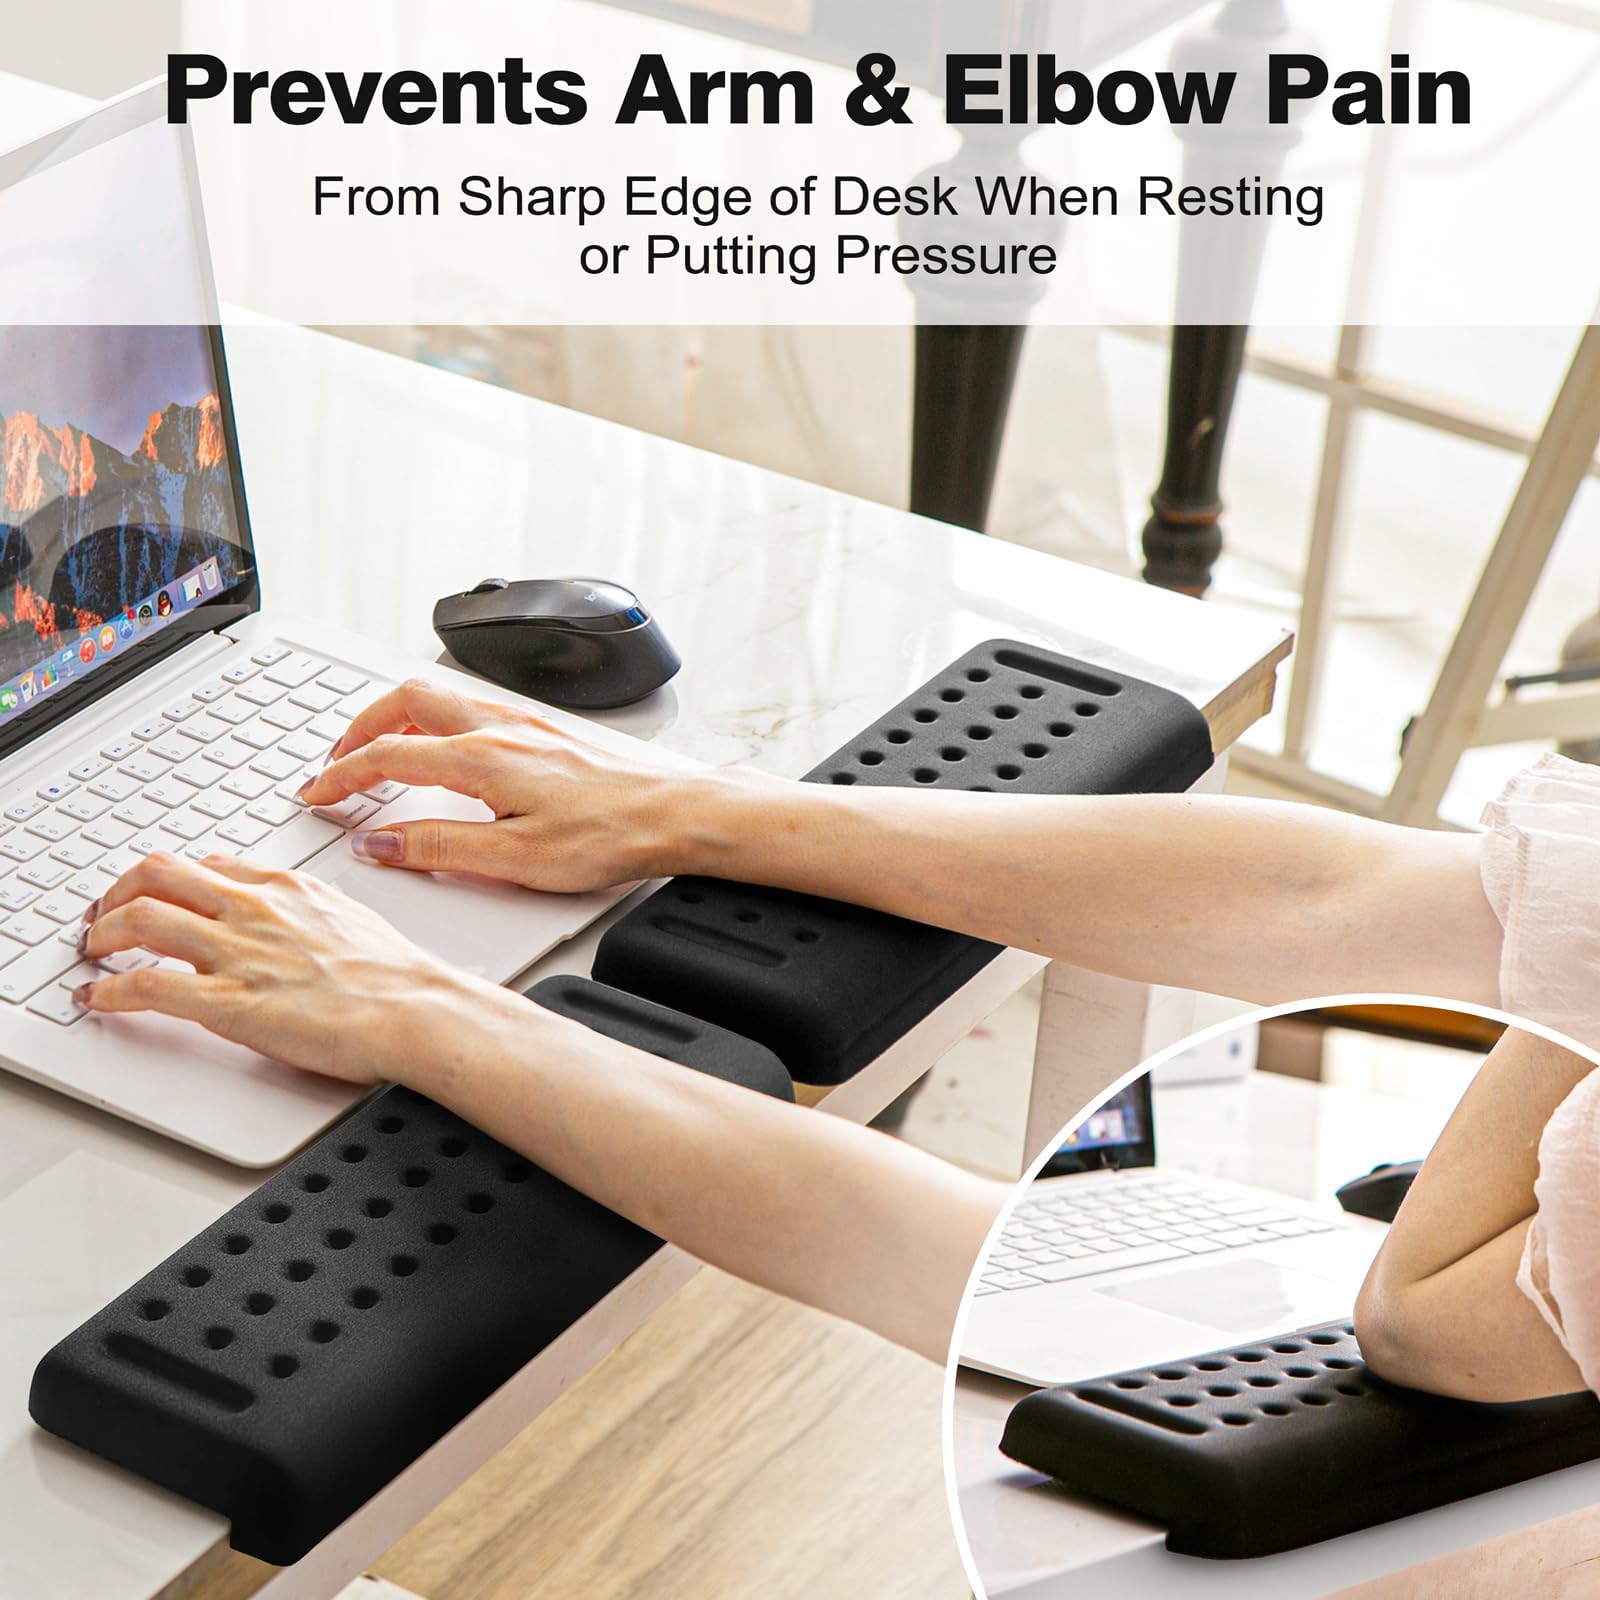 Prevents Arm & Elbow Pain
From Sharp Edge of Desk When Resting
or Putting Pressure